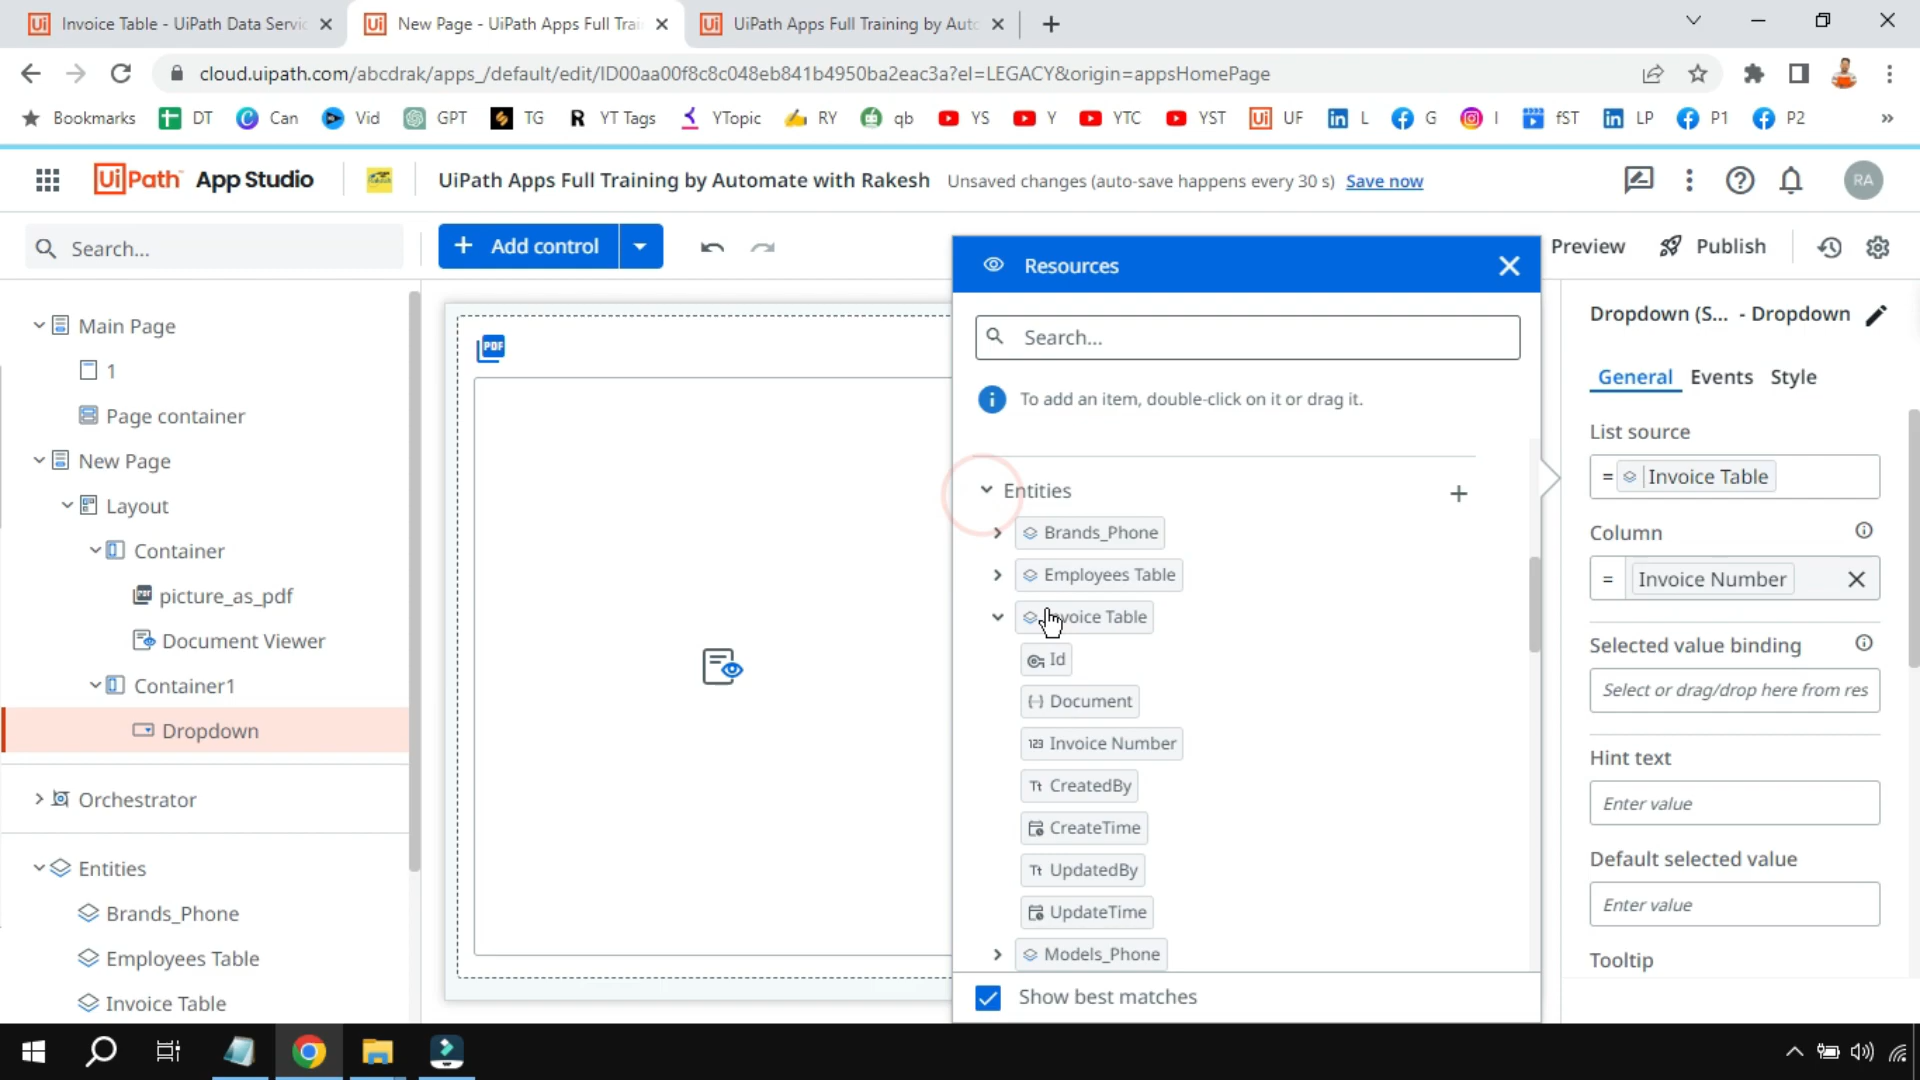 Invoice Table - UiPath Data Servic
New Page - UiPath Apps Full Trai
UiPath Apps Full Training by Auto
cloud.uipath.com/abcdrak/apps_/default/edit/ID00aa00f8c8c048eb841b4950ba2eac3a?el=LEGACY&origin=appsHomePage
Bookmarks DT Can Vid GPT TG YT Tags YTopic RY qb YS Y YTC YST UF L G I fST LP P1 P2 »
UiPath App Studio
UiPath Apps Full Training by Automate with Rakesh Unsaved changes (auto-save happens every 30 s) Save now
RA
Search...
+ Add control
Preview
Publish
Main Page
1
Page container
New Page
Layout
Container
picture_as_pdf
Document Viewer
Container1
Dropdown
Orchestrator
Entities
Brands_Phone
Employees Table
Invoice Table
PDF
Resources
Search...
To add an item, double-click on it or drag it.
Entities
Brands_Phone
Employees Table
Invoice Table
Id
Document
123 Invoice Number
Tt CreatedBy
CreateTime
Tt UpdatedBy
UpdateTime
Models_Phone
Show best matches
Dropdown (S... - Dropdown
General Events Style
List source
= Invoice Table
Column
= Invoice Number
Selected value binding
Select or drag/drop here from res
Hint text
Enter value
Default selected value
Enter value
Tooltip